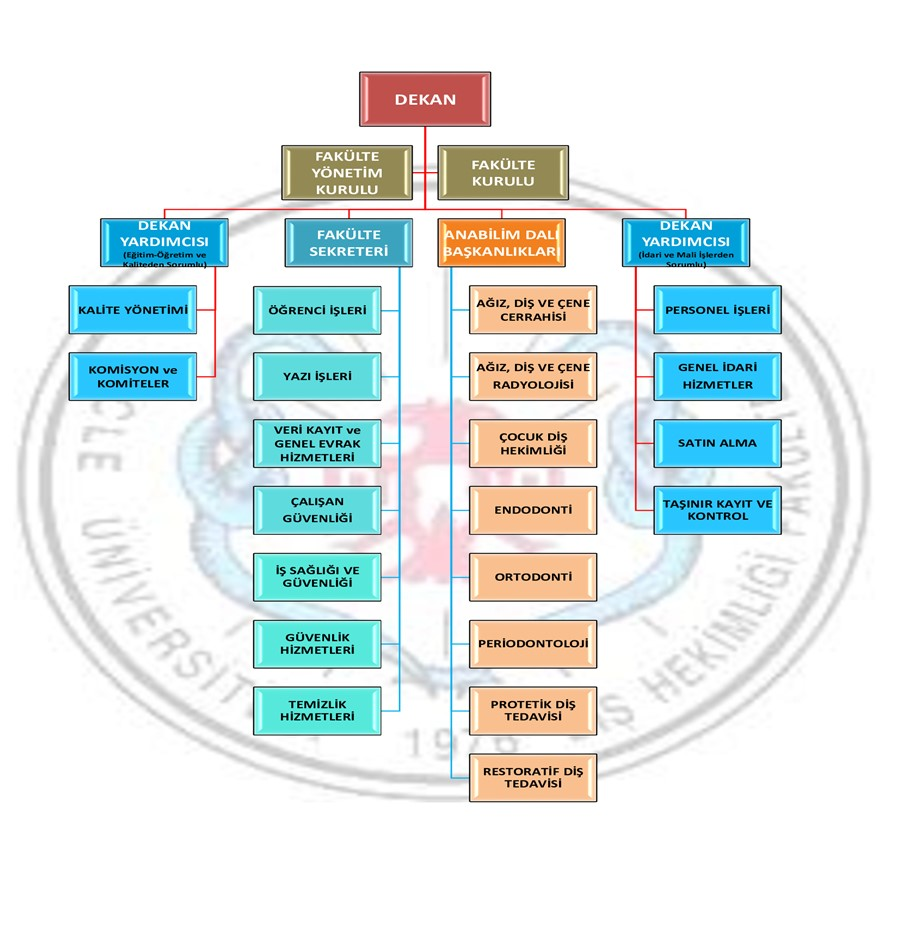 DEKAN
FAKÜLTE
YÖNETİM
KURULU
FAKÜLTE
KURULU
DEKAN
YARDIMCISI
(Eğitim-Öğretim ve
Kaliteden Sorumlu)
KALİTE YÖNETİMİ
KOMİSYON ve
KOMİTELER
FAKÜLTE
SEKRETERİ
ÖĞRENCİ İŞLERİ
YAZI İŞLERİ
VERİ KAYIT ve
GENEL EVRAK
HİZMETLERİ
ÇALIŞAN
GÜVENLİĞİ
İŞ SAĞLIĞI VE
GÜVENLİĞİ
GÜVENLİK
HİZMETLERİ
TEMİZLİK
HİZMETLERİ
ANABİLİM DALI
BAŞKANLIKLARI
AĞIZ, DİŞ VE ÇENE
CERRAHİSİ
AĞIZ, DİŞ VE ÇENE
RADYOLOJİSİ
ÇOCUK DİŞ
HEKİMLİĞİ
ENDODONTİ
ORTODONTİ
PERİODONTOLOJİ
PROTETİK DİŞ
TEDAVİSİ
RESTORATİF DİŞ
TEDAVİSİ
DEKAN
YARDIMCISI
(İdari ve Mali İşlerden
Sorumlu)
PERSONEL İŞLERİ
GENEL İDARİ
HİZMETLER
SATIN ALMA
TAŞINIR KAYIT VE
KONTROL
HEKİMLİĞİ